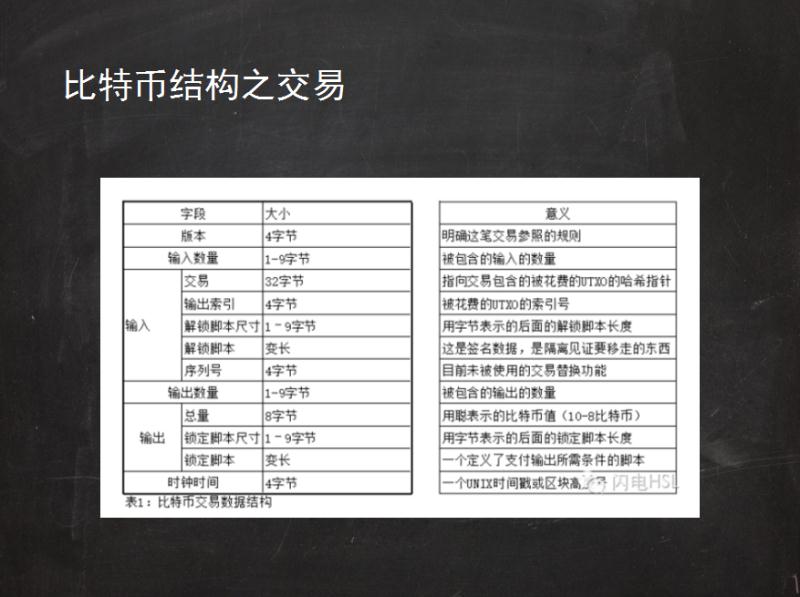 比特币结构之交易
字段 大小 意义
版本 4字节 明确这笔交易参照的规则
输入数量 1-9字节 被包含的输入的数量
输入
交易 32字节 指向交易包含的被花费的UTXO的哈希指针
输出索引 4字节 被花费的UTXO的索引号
解锁脚本尺寸 1-9字节 用字节表示的后面的解锁脚本长度
解锁脚本 变长 这是签名数据，是隔离见证要移走的东西
序列号 4字节 目前未被使用的交易替换功能
输出数量 1-9字节 被包含的输出的数量
输出
总量 8字节 用聪表示的比特币值（10-8比特币）
锁定脚本尺寸 1-9字节 用字节表示的后面的锁定脚本长度
锁定脚本 变长 一个定义了支付输出所需条件的脚本
时钟时间 4字节 一个UNIX时间戳或区块高
闪电HSL
表1：比特币交易数据结构